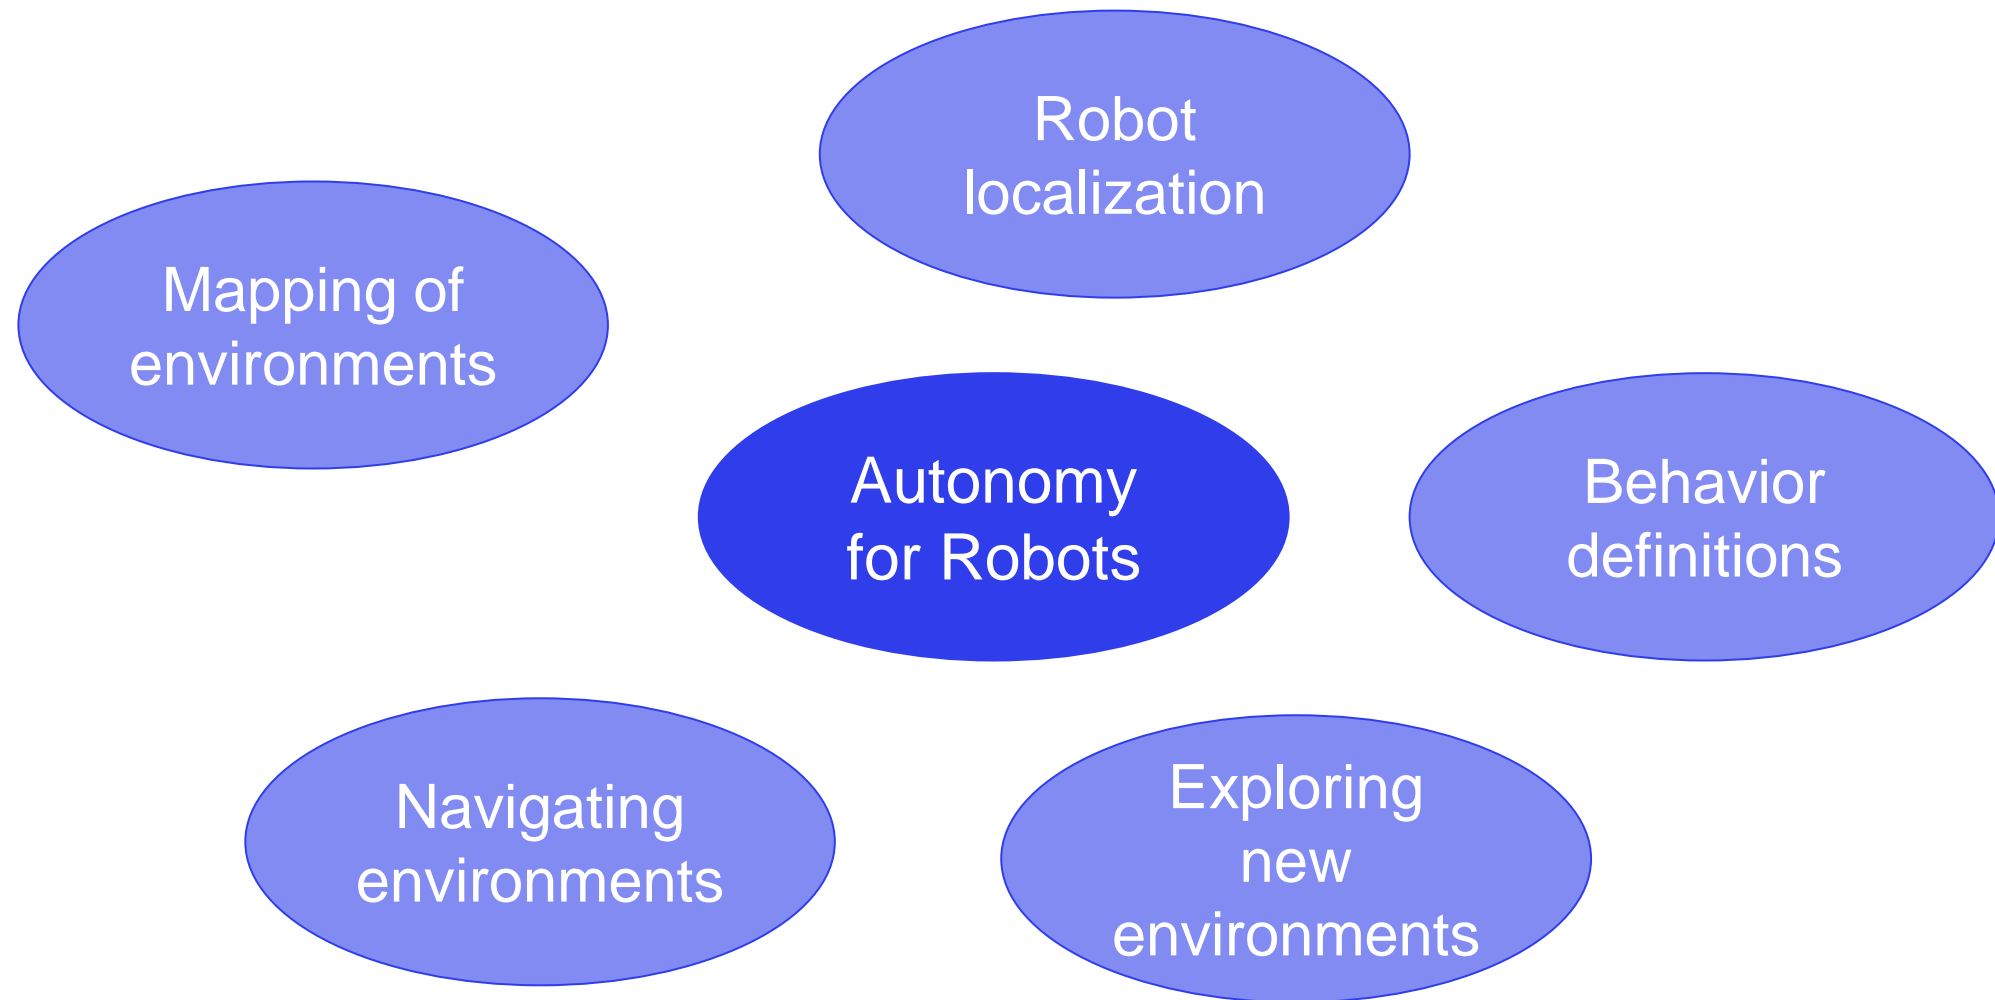 Robot
localization
Mapping of
environments
Autonomy
for Robots
Behavior
definitions
Navigating
environments
Exploring
new
environments